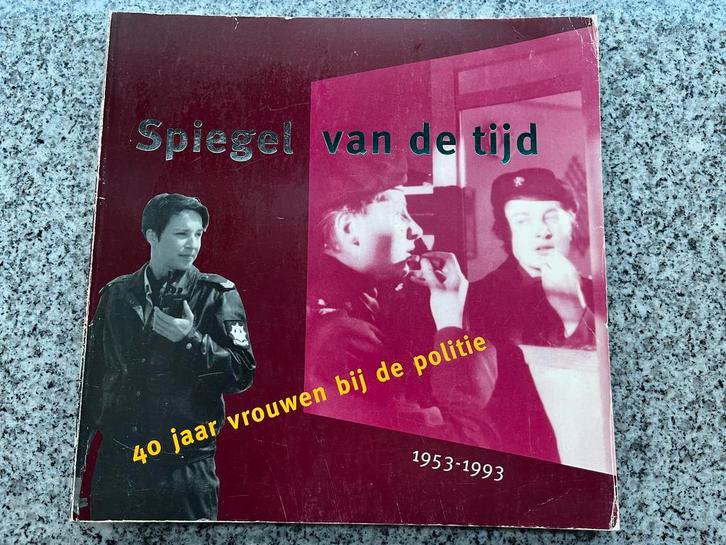 Spiegel van de tijd
40 jaar vrouwen bij de politie
1953-1993